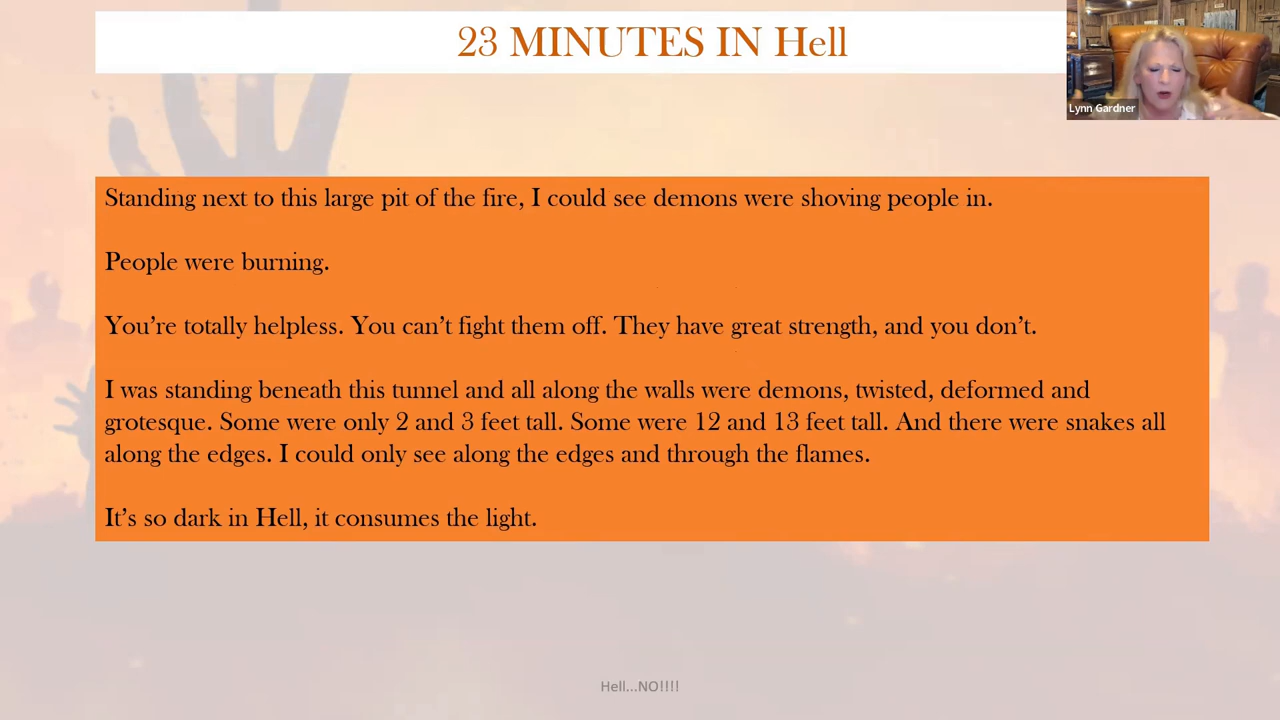 23 MINUTES IN Hell
Lynn Gardner
Standing next to this large pit of the fire, I could see demons were shoving people in.
People were burning.
You’re totally helpless. You can’t fight them off. They have great strength, and you don’t.
I was standing beneath this tunnel and all along the walls were demons, twisted, deformed and
grotesque. Some were only 2 and 3 feet tall. Some were 12 and 13 feet tall. And there were snakes all
along the edges. I could only see along the edges and through the flames.
It’s so dark in Hell, it consumes the light.
Hell...NO!!!!